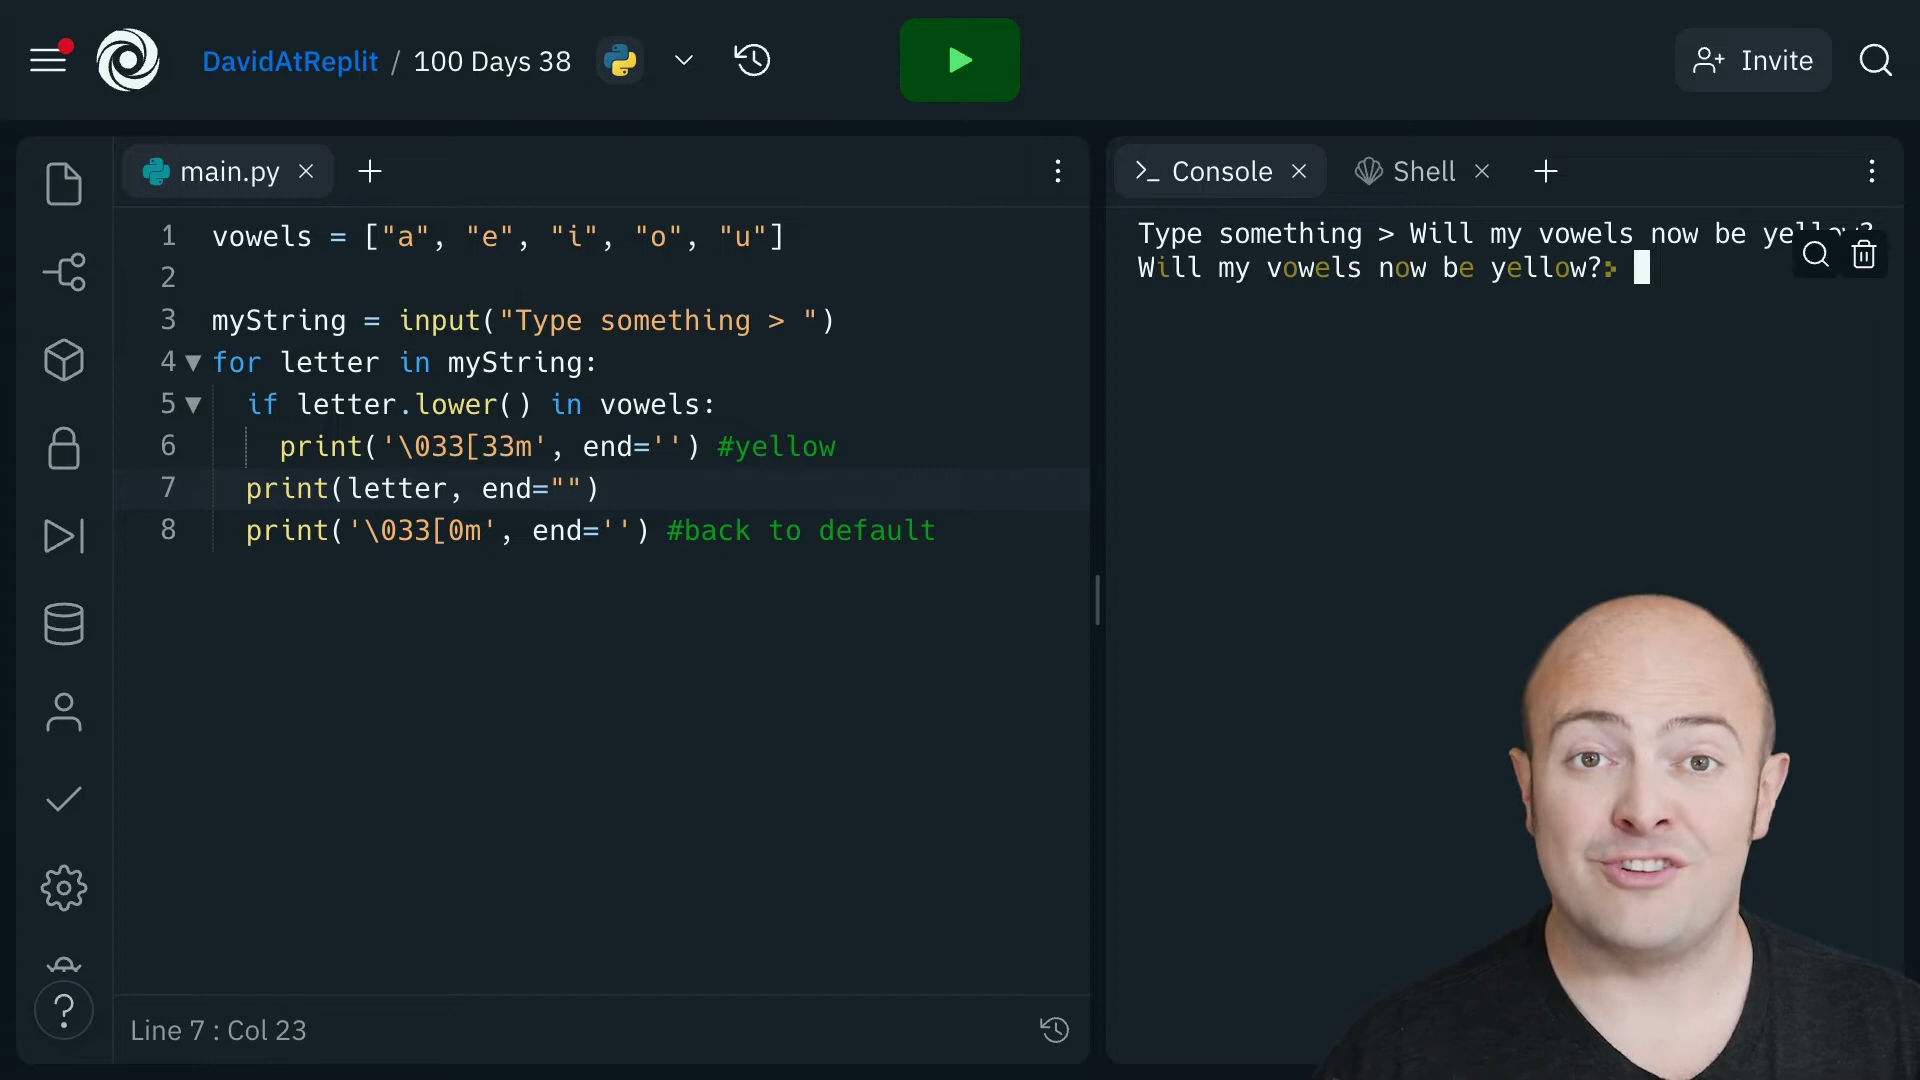 DavidAtReplit / 100 Days 38
Invite
main.py
Console
Shell
1 vowels = ["a", "e", "i", "o", "u"]
2
3 myString = input("Type something > ")
4 for letter in myString:
5 if letter.lower() in vowels:
6 print('\033[33m', end='') #yellow
7 print(letter, end="")
8 print('\033[0m', end='') #back to default
Line 7 : Col 23
Type something > Will my vowels now be yellow?
Will my vowels now be yellow?
?